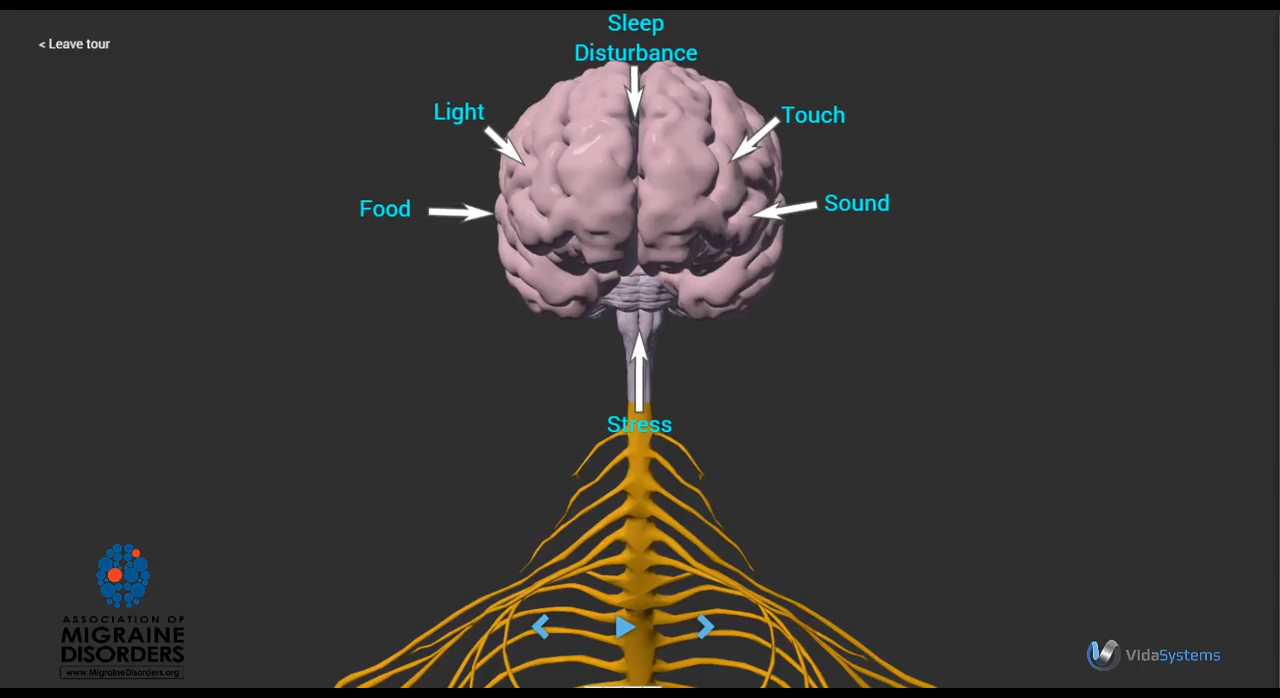 Sleep
Disturbance
< Leave tour
Light
Touch
Food
Sound
Stress
ASSOCIATION OF
MIGRAINE
DISORDERS
www.MigraineDisorders.org
VidaSystems